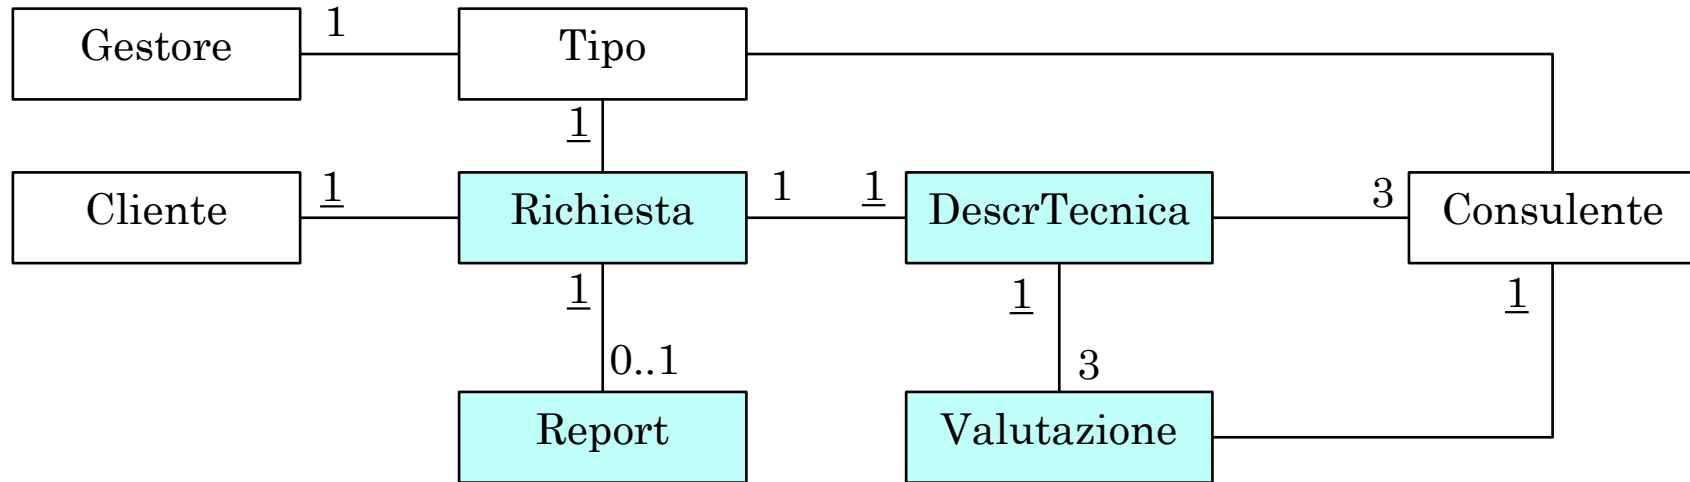 Gestore 1 Tipo
1
Cliente 1 Richiesta 1 1 DescrTecnica 3 Consulente
1 1 1
0..1 3
Report Valutazione